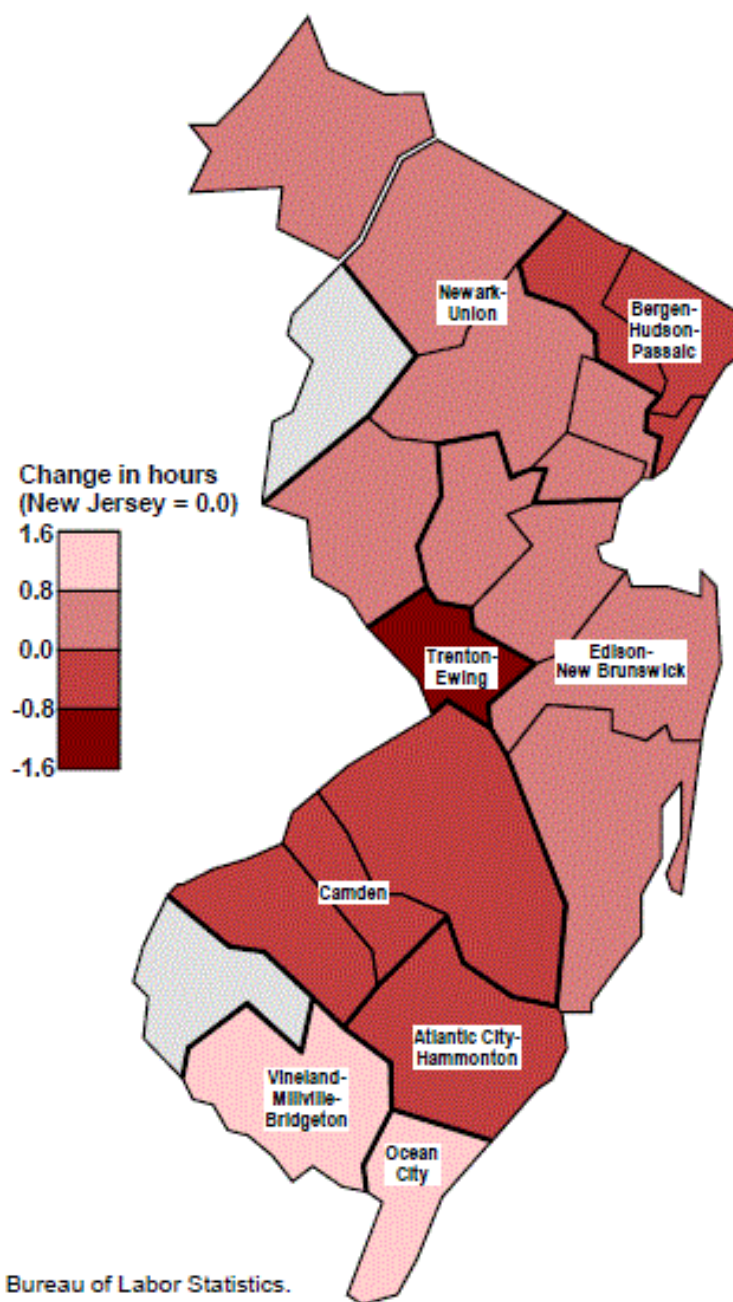 Newark-
Union
Bergen-
Hudson-
Passaic
Change in hours
(New Jersey = 0.0)
1.6
0.8
0.0
-0.8
-1.6
Trenton-
Ewing
Edison-
New Brunswick
Camden
Atlantic City-
Hammonton
Vineland-
Millville-
Bridgeton
Ocean
City
Bureau of Labor Statistics.